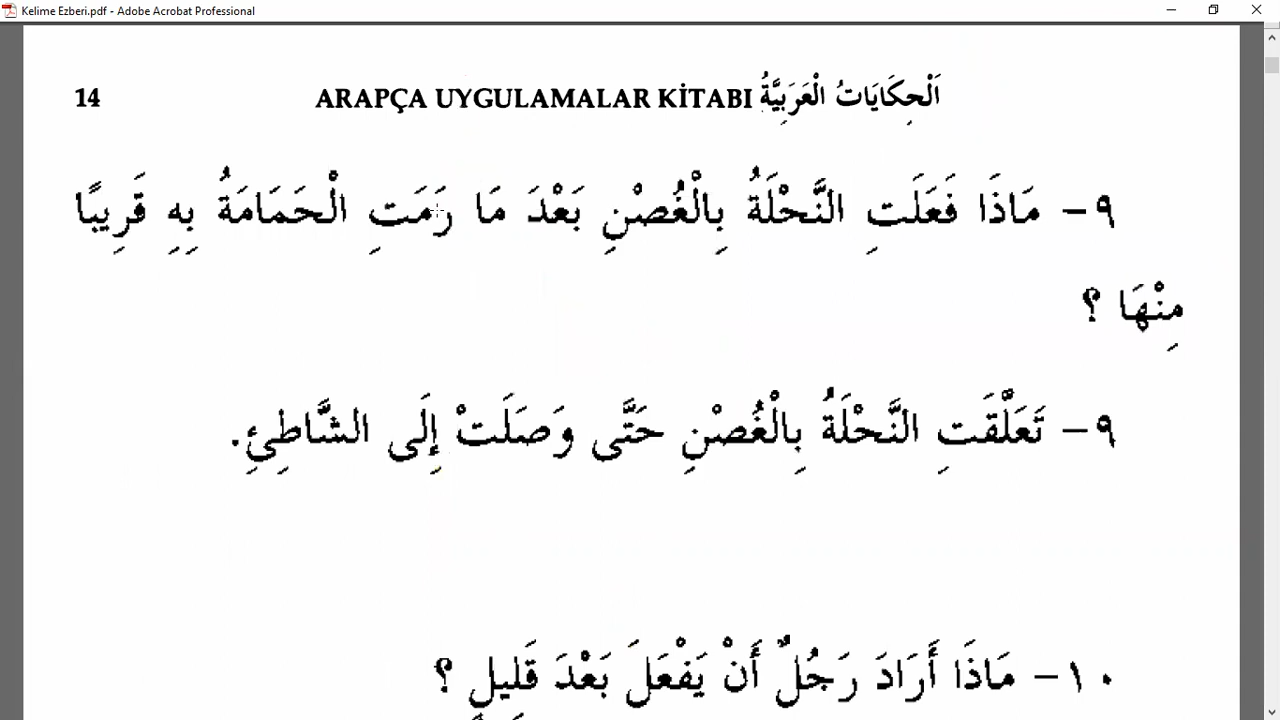 Kelime Ezberi.pdf - Adobe Acrobat Professional
14 ARAPÇA UYGULAMALAR KİTABI اَلْحِكَايَاتُ الْعَرَبِيَّةُ
٩ – مَاذَا فَعَلَتِ النَّحْلَةُ بِالْغُصْنِ بَعْدَ مَا رَمَتِ الْحَمَامَةُ بِهِ قَرِيبًا
مِنْهَا ؟
٩ – تَعَلَّقَتِ النَّحْلَةُ بِالْغُصْنِ حَتَّى وَصَلَتْ إِلَى الشَّاطِئِ.
١٠ – مَاذَا أَرَادَ رَجُلٌ أَنْ يَفْعَلَ بَعْدَ قَلِيلٍ ؟